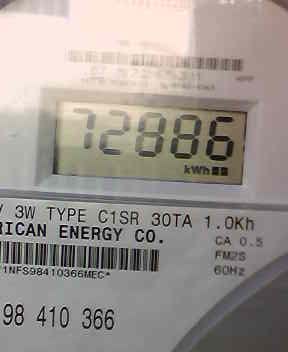 72886
kWh
V 3W TYPE C1SR 30TA 1.0Kh
RICAN ENERGY CO.
CA 0.5
FM2S
60Hz
1NFS98410366MEC*
98 410 366